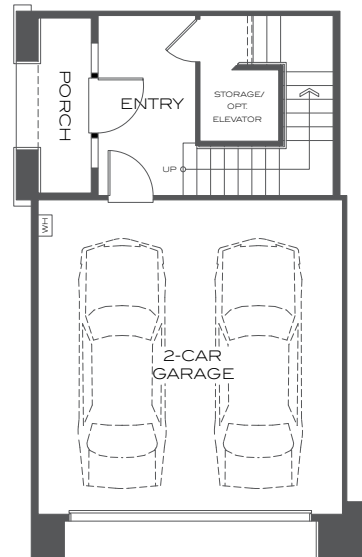 PORCH
ENTRY
STORAGE/
OPT.
ELEVATOR
UP
WH
2-CAR
GARAGE